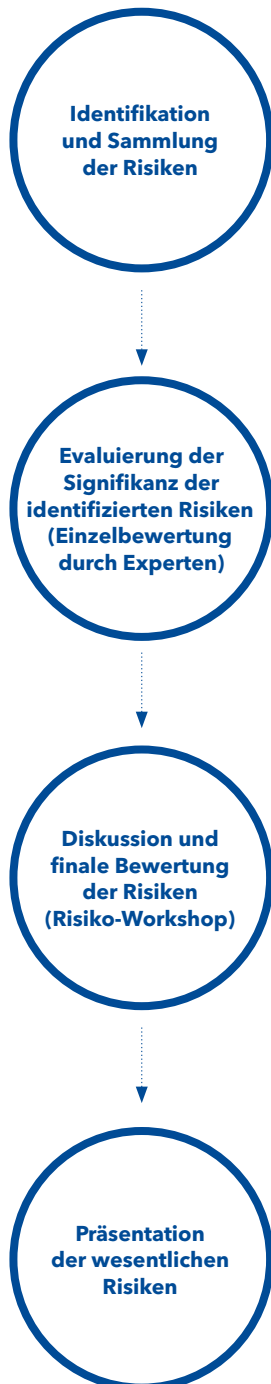 Identifikation
und Sammlung
der Risiken
Evaluierung der
Signifikanz der
identifizierten Risiken
(Einzelbewertung
durch Experten)
Diskussion und
finale Bewertung
der Risiken
(Risiko-Workshop)
Präsentation
der wesentlichen
Risiken